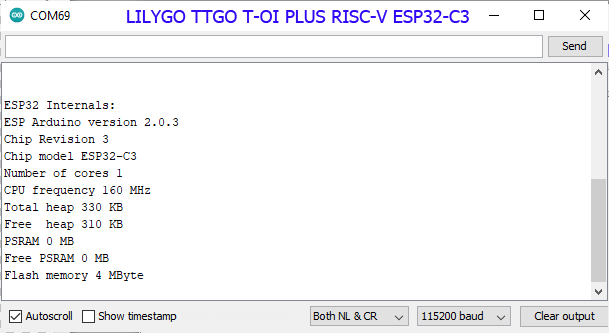 COM69
LILYGO TTGO T-OI PLUS RISC-V ESP32-C3
Send
ESP32 Internals:
ESP Arduino version 2.0.3
Chip Revision 3
Chip model ESP32-C3
Number of cores 1
CPU frequency 160 MHz
Total heap 330 KB
Free  heap 310 KB
PSRAM 0 MB
Free PSRAM 0 MB
Flash memory 4 MByte
Autoscroll
Show timestamp
Both NL & CR
115200 baud
Clear output